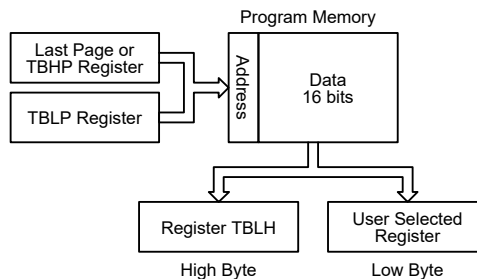 Program Memory
Last Page or
TBHP Register
TBLP Register
Address
Data
16 bits
Register TBLH
User Selected
Register
High Byte
Low Byte